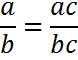 a/b = ac/bc